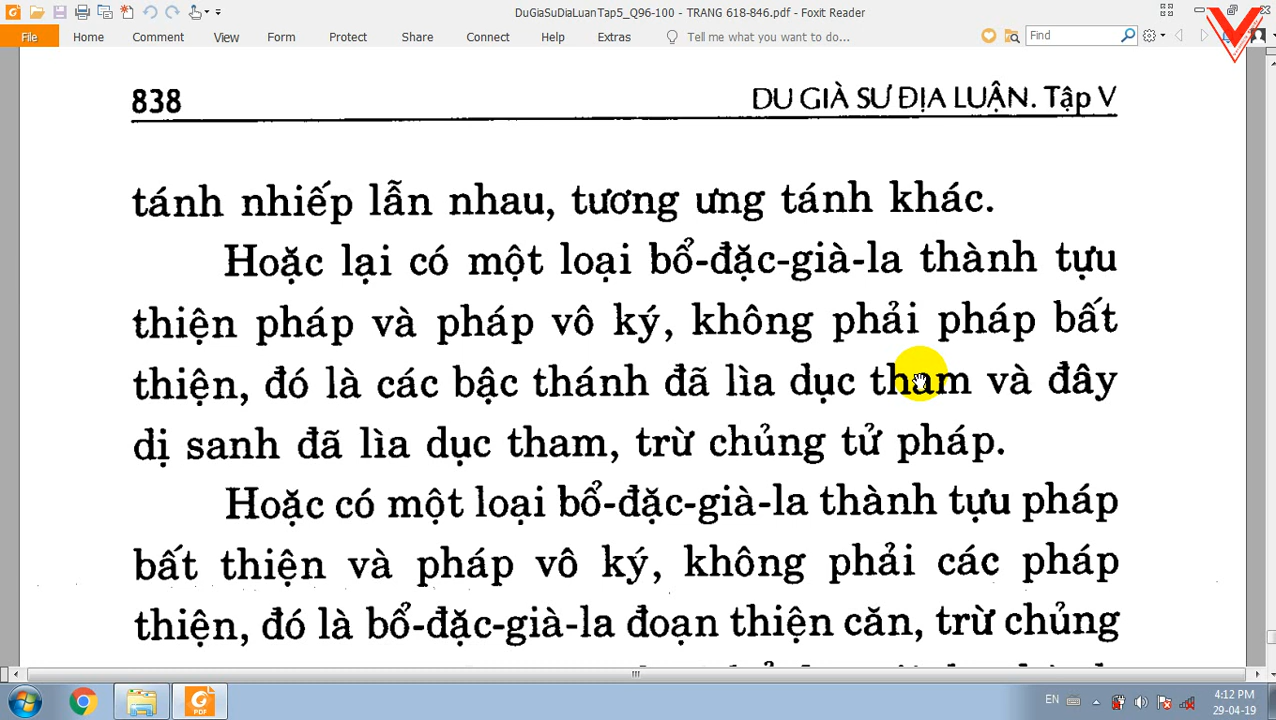 DuGiaSuDiaLuanTap5_Q96-100 - TRANG 618-846.pdf - Foxit Reader
File Home Comment View Form Protect Share Connect Help Extras Tell me what you want to do... Find
838 DU GIÀ SƯ ĐỊA LUẬN. Tập V
tánh nhiếp lẫn nhau, tương ưng tánh khác.
Hoặc lại có một loại bổ-đặc-già-la thành tựu
thiện pháp và pháp vô ký, không phải pháp bất
thiện, đó là các bậc thánh đã lìa dục tham và đây
dị sanh đã lìa dục tham, trừ chủng tử pháp.
Hoặc có một loại bổ-đặc-già-la thành tựu pháp
bất thiện và pháp vô ký, không phải các pháp
thiện, đó là bổ-đặc-già-la đoạn thiện căn, trừ chủng
PDF
EN 4:12 PM
29-04-19